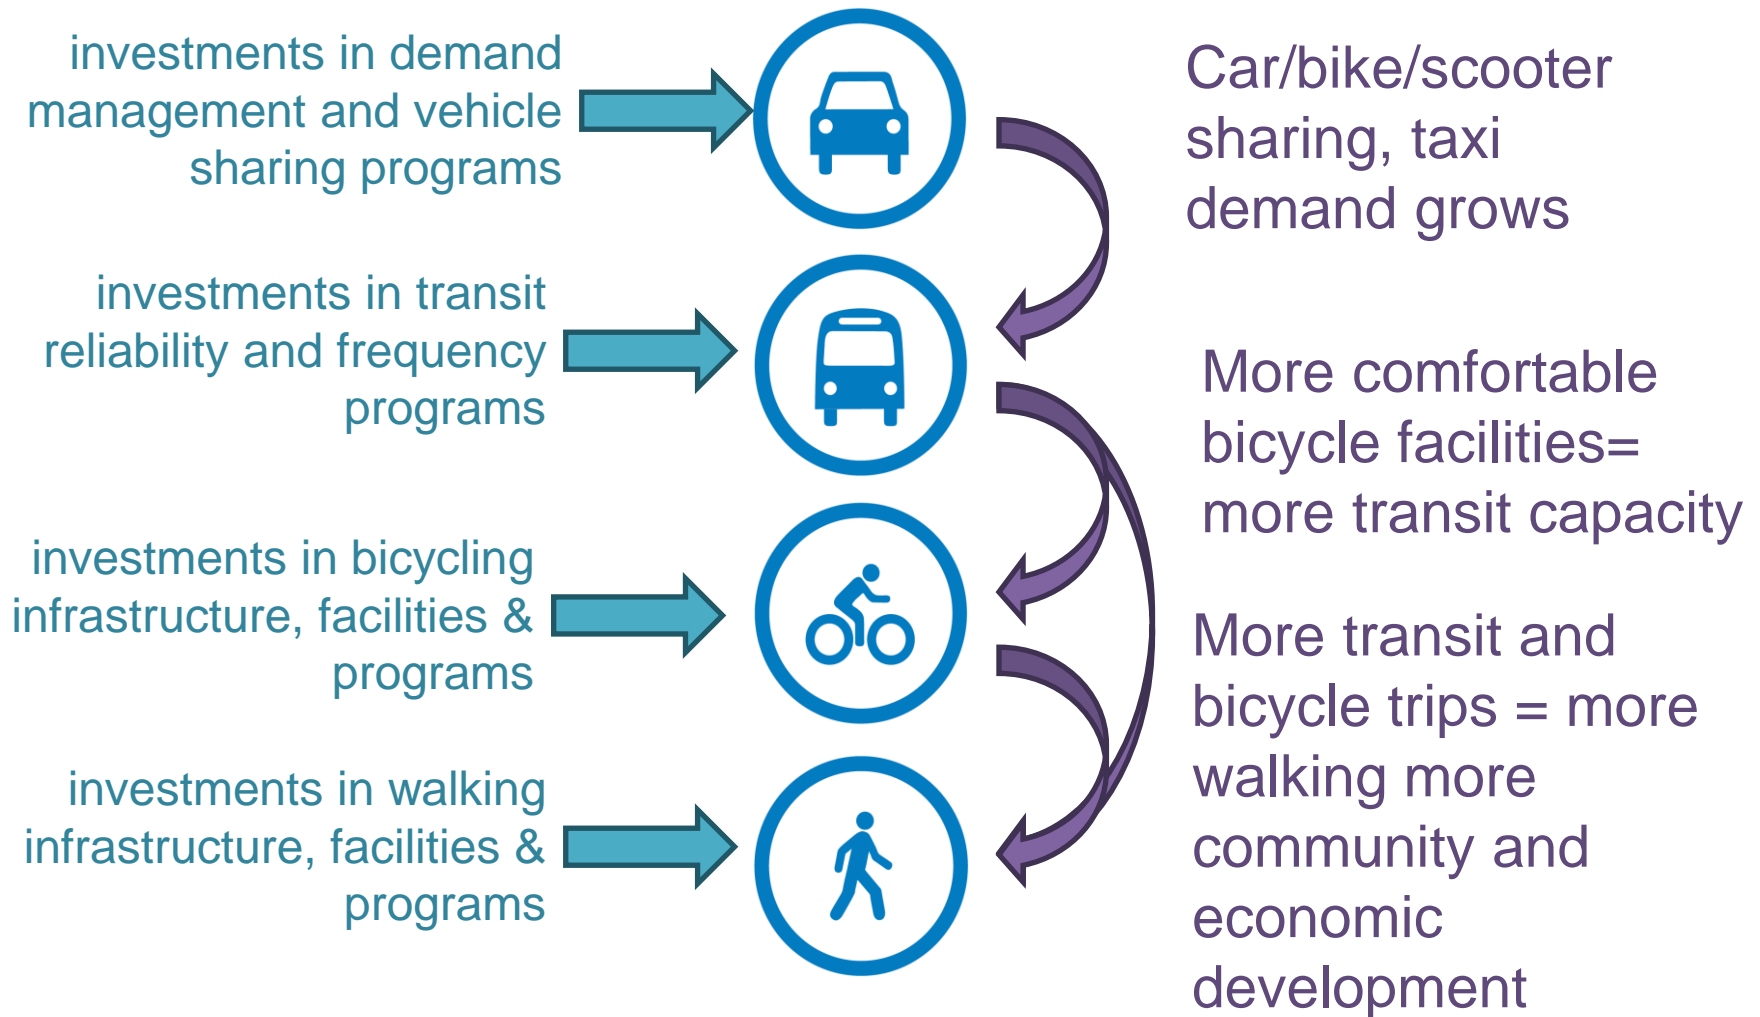 investments in demand
management and vehicle
sharing programs
Car/bike/scooter
sharing, taxi
demand grows
investments in transit
reliability and frequency
programs
More comfortable
bicycle facilities=
more transit capacity
investments in bicycling
infrastructure, facilities &
programs
More transit and
bicycle trips = more
walking more
community and
economic
development
investments in walking
infrastructure, facilities &
programs